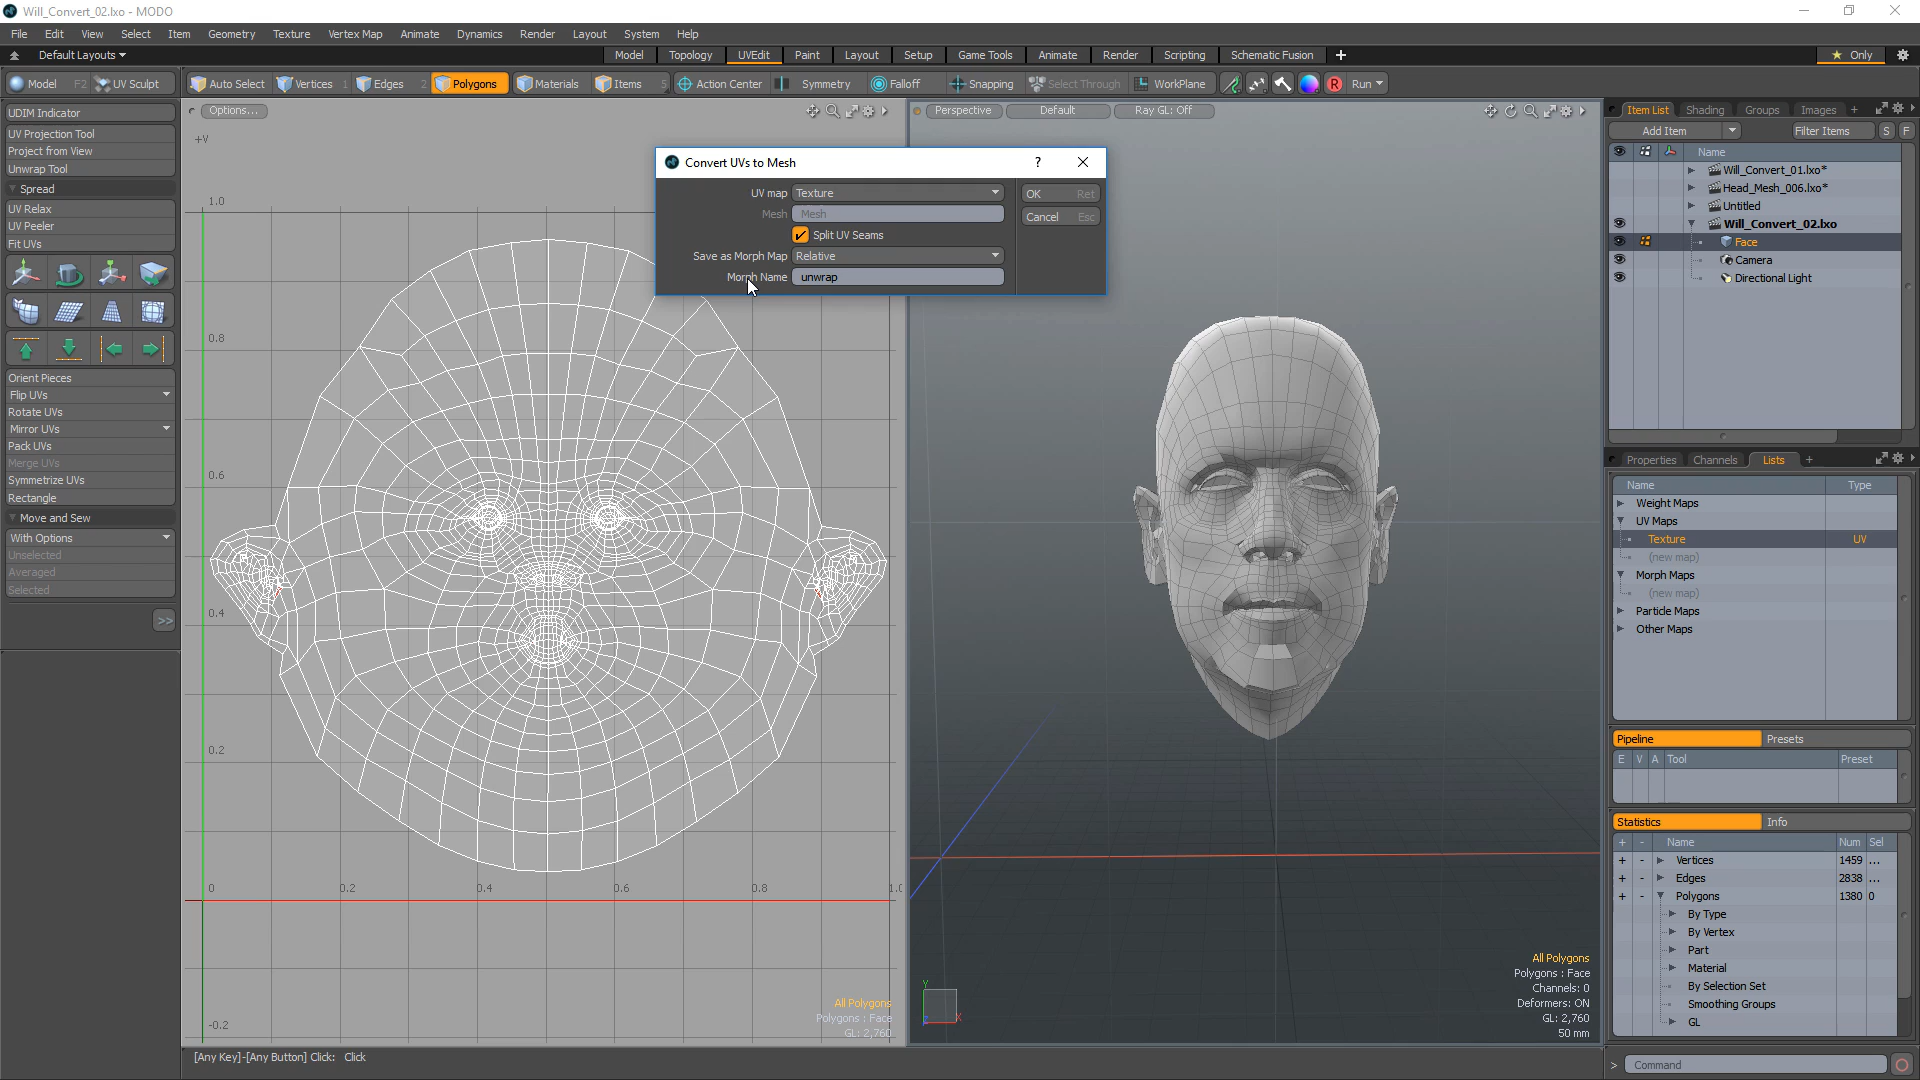 Will_Convert_02.lxo - MODO
File Edit View Select Item Geometry Texture Vertex Map Animate Dynamics Render Layout System Help
Default Layouts
Model Topology UVEdit Paint Layout Setup Game Tools Animate Render Scripting Schematic Fusion + Only
Model F2 UV Sculpt Auto Select Vertices 1 Edges 2 Polygons Materials Items 5 Action Center Symmetry Falloff Snapping Select Through WorkPlane R Run
UDIM Indicator
UV Projection Tool
Project from View
Unwrap Tool
Spread
UV Relax
UV Peeler
Fit UVs
Orient Pieces
Flip UVs
Rotate UVs
Mirror UVs
Pack UVs
Merge UVs
Symmetrize UVs
Rectangle
Move and Sew
With Options
Unselected
Averaged
Selected
>>
Options...
+V
1.0
0.8
0.6
0.4
0.2
0 0.2 0.4 0.6 0.8 1.0
-0.2
All Polygons
Polygons : Face
GL: 2,760
[Any Key]-[Any Button] Click: Click
Convert UVs to Mesh ?
UV map Texture
Mesh Mesh
Split UV Seams
Save as Morph Map Relative
Morph Name unwrap
OK Ret
Cancel Esc
Perspective Default Ray GL: Off
Y
X
Z
All Polygons
Polygons : Face
Channels: 0
Deformers: ON
GL: 2,760
50 mm
Item List Shading Groups Images +
Add Item Filter Items S F
Name
Will_Convert_01.lxo*
Head_Mesh_006.lxo*
Untitled
Will_Convert_02.lxo
Face
Camera
Directional Light
Properties Channels Lists +
Name Type
Weight Maps
UV Maps
Texture UV
(new map)
Morph Maps
(new map)
Particle Maps
Other Maps
Pipeline Presets
E V A Tool Preset
Statistics Info
+ - Name Num Sel
+ - Vertices 1459 ...
+ - Edges 2838 ...
+ - Polygons 1380 0
By Type
By Vertex
Part
Material
By Selection Set
Smoothing Groups
GL
> Command